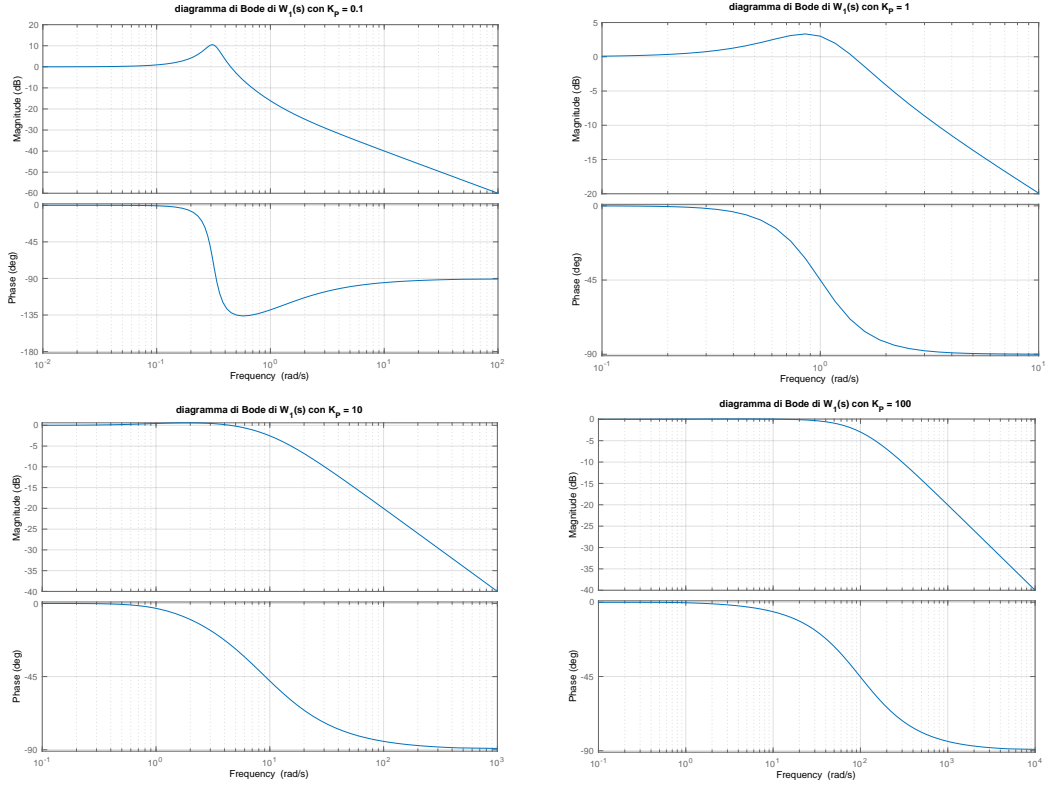 diagramma di Bode di W1(s) con KP = 0.1
20
10
0
-10
-20
-30
-40
-50
-60
Magnitude (dB)
0
-45
-90
-135
-180
Phase (deg)
10-2 10-1 100 101 102
Frequency (rad/s)
diagramma di Bode di W1(s) con KP = 1
5
0
-5
-10
-15
-20
Magnitude (dB)
0
-45
-90
Phase (deg)
10-1 100 101
Frequency (rad/s)
diagramma di Bode di W1(s) con KP = 10
0
-5
-10
-15
-20
-25
-30
-35
-40
Magnitude (dB)
0
-45
-90
Phase (deg)
10-1 100 101 102 103
Frequency (rad/s)
diagramma di Bode di W1(s) con KP = 100
0
-5
-10
-15
-20
-25
-30
-35
-40
Magnitude (dB)
0
-45
-90
Phase (deg)
10-1 100 101 102 103 104
Frequency (rad/s)